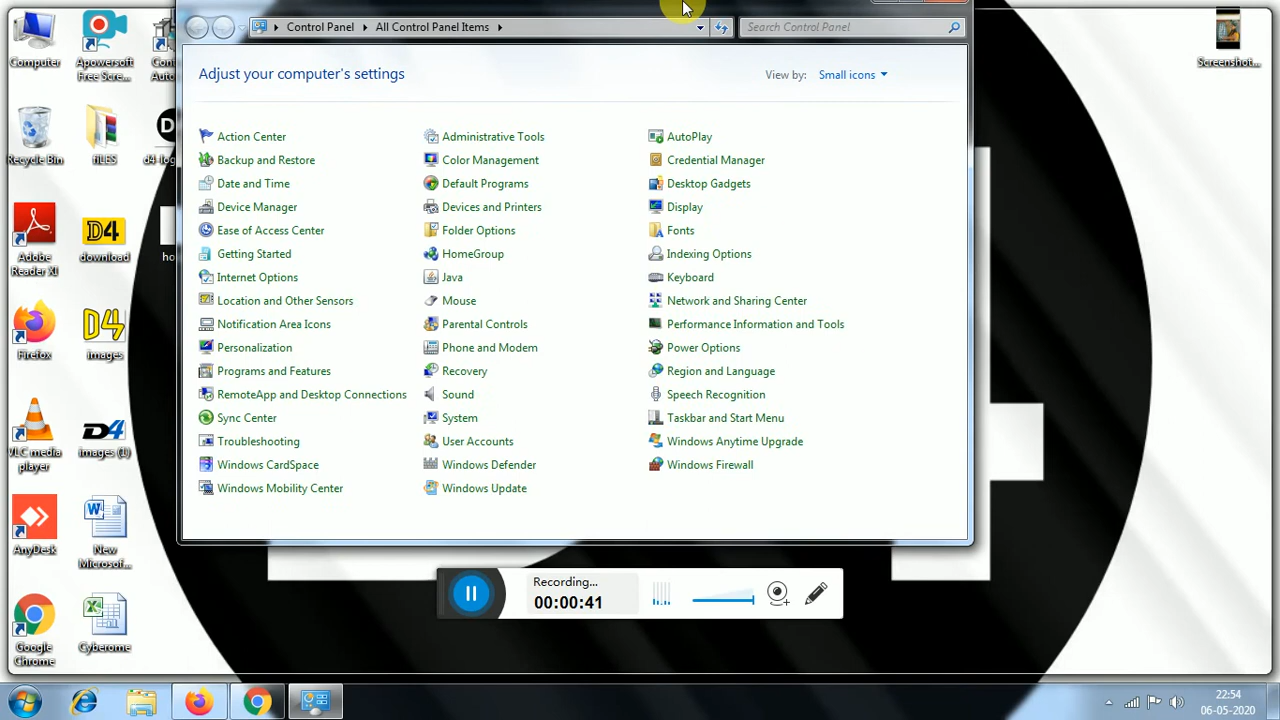 Control Panel
All Control Panel Items
Search Control Panel
Adjust your computer's settings
View by:
Small icons
Action Center
Administrative Tools
AutoPlay
Backup and Restore
Color Management
Credential Manager
Date and Time
Default Programs
Desktop Gadgets
Device Manager
Devices and Printers
Display
Ease of Access Center
Folder Options
Fonts
Getting Started
HomeGroup
Indexing Options
Internet Options
Java
Keyboard
Location and Other Sensors
Mouse
Network and Sharing Center
Notification Area Icons
Parental Controls
Performance Information and Tools
Personalization
Phone and Modem
Power Options
Programs and Features
Recovery
Region and Language
RemoteApp and Desktop Connections
Sound
Speech Recognition
Sync Center
System
Taskbar and Start Menu
Troubleshooting
User Accounts
Windows Anytime Upgrade
Windows CardSpace
Windows Defender
Windows Firewall
Windows Mobility Center
Windows Update
Computer
Apowersoft
Free Scre...
Recycle Bin
fiLES
Adobe
Reader XI
D4
download
Firefox
D4
images
VLC media
player
D4
images (1)
AnyDesk
New
Microsof...
Google
Chrome
Cyberome
Screenshot...
Recording...
00:00:41
22:54
06-05-2020